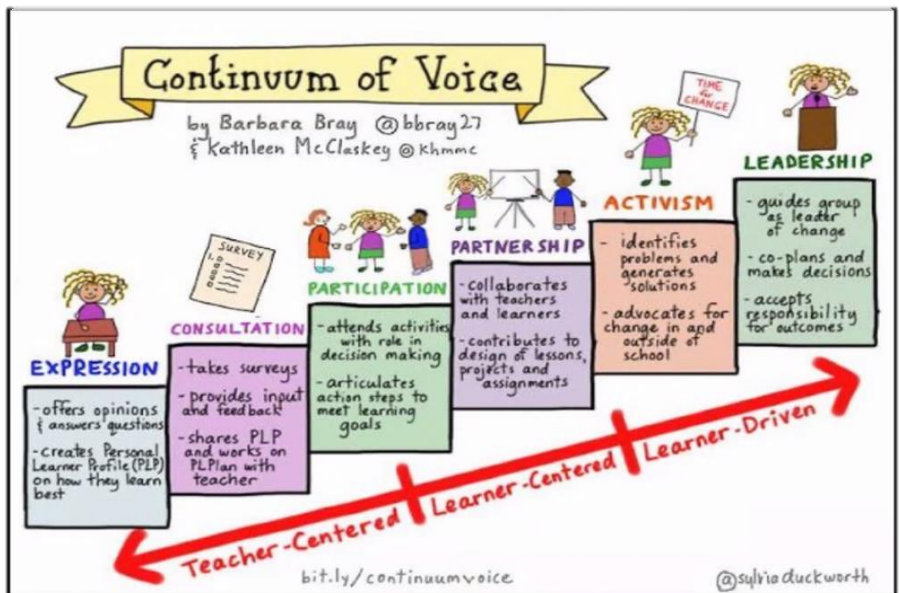 Continuum of Voice
by Barbara Bray @bbray27
& Kathleen McClaskey @khmmc
EXPRESSION
- offers opinions
& answers questions
- creates Personal
Learner Profile (PLP)
on how they learn
best
SURVEY
1.
CONSULTATION
- takes surveys
- provides input
and feedback
- shares PLP
and works on
PLPlan with
teacher
PARTICIPATION
- attends activities
with role in
decision making
- articulates
action steps to
meet learning
goals
PARTNERSHIP
- collaborates
with teachers
and learners
- contributes to
design of lessons,
projects and
assignments
TIME
for
CHANGE
ACTIVISM
- identifies
problems and
generates
solutions
- advocates for
change in and
outside of
school
LEADERSHIP
- guides group
as leader
of change
- co-plans and
makes decisions
- accepts
responsibility
for outcomes
Teacher-Centered
Learner-Centered
Learner-Driven
bit.ly/continuumvoice
@sylviaduckworth